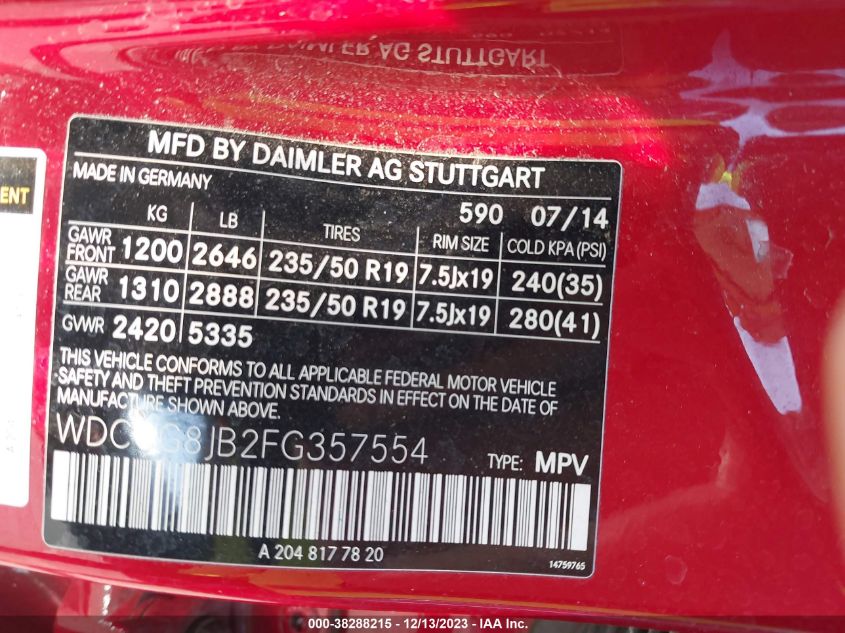 MFD BY DAIMLER AG STUTTGART
MADE IN GERMANY
590 07/14
KG LB TIRES RIM SIZE COLD KPA (PSI)
GAWR FRONT 1200 2646 235/50 R19 7.5Jx19 240(35)
GAWR REAR 1310 2888 235/50 R19 7.5Jx19 280(41)
GVWR 2420 5335
THIS VEHICLE CONFORMS TO ALL APPLICABLE FEDERAL MOTOR VEHICLE
SAFETY AND THEFT PREVENTION STANDARDS IN EFFECT ON THE DATE OF
MANUFACTURE SHOWN ABOVE.
TYPE: MPV
A 204 817 78 20
14759765
000-38288215 - 12/13/2023 - IAA Inc.